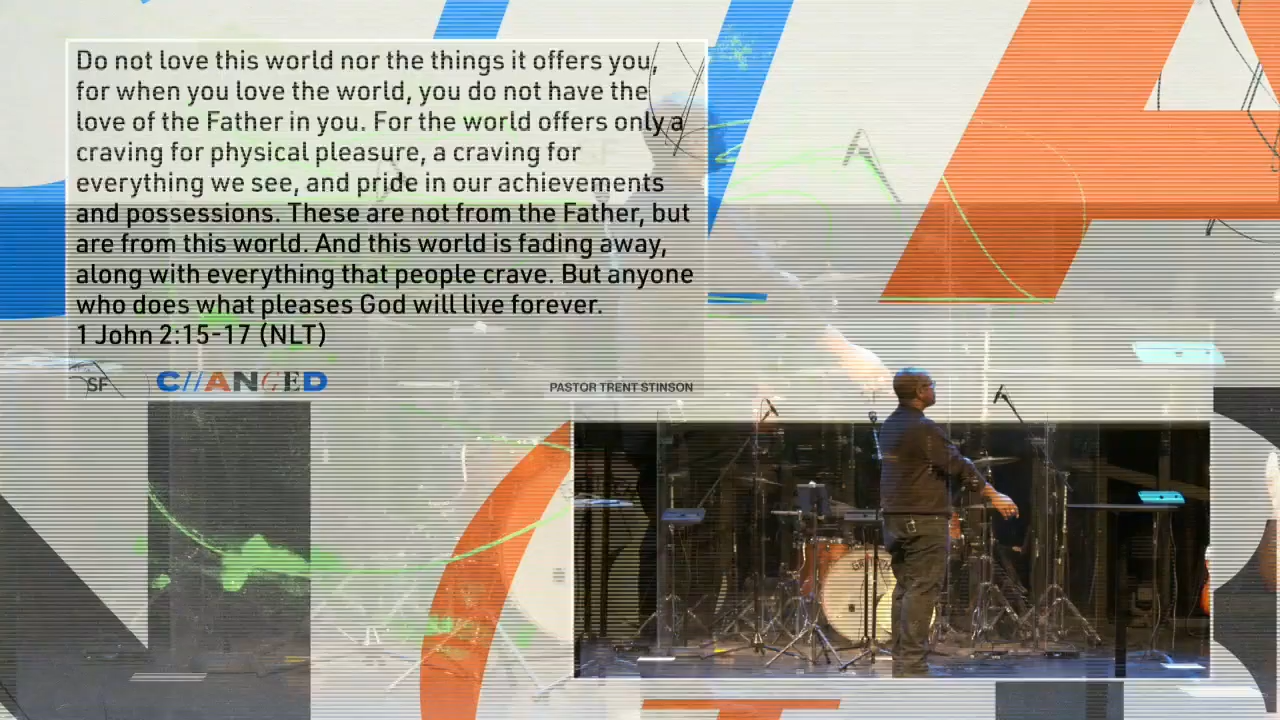 Do not love this world nor the things it offers you,
for when you love the world, you do not have the
love of the Father in you. For the world offers only a
craving for physical pleasure, a craving for
everything we see, and pride in our achievements
and possessions. These are not from the Father, but
are from this world. And this world is fading away,
along with everything that people crave. But anyone
who does what pleases God will live forever.
1 John 2:15-17 (NLT)
SF C//ANGED PASTOR TRENT STINSON